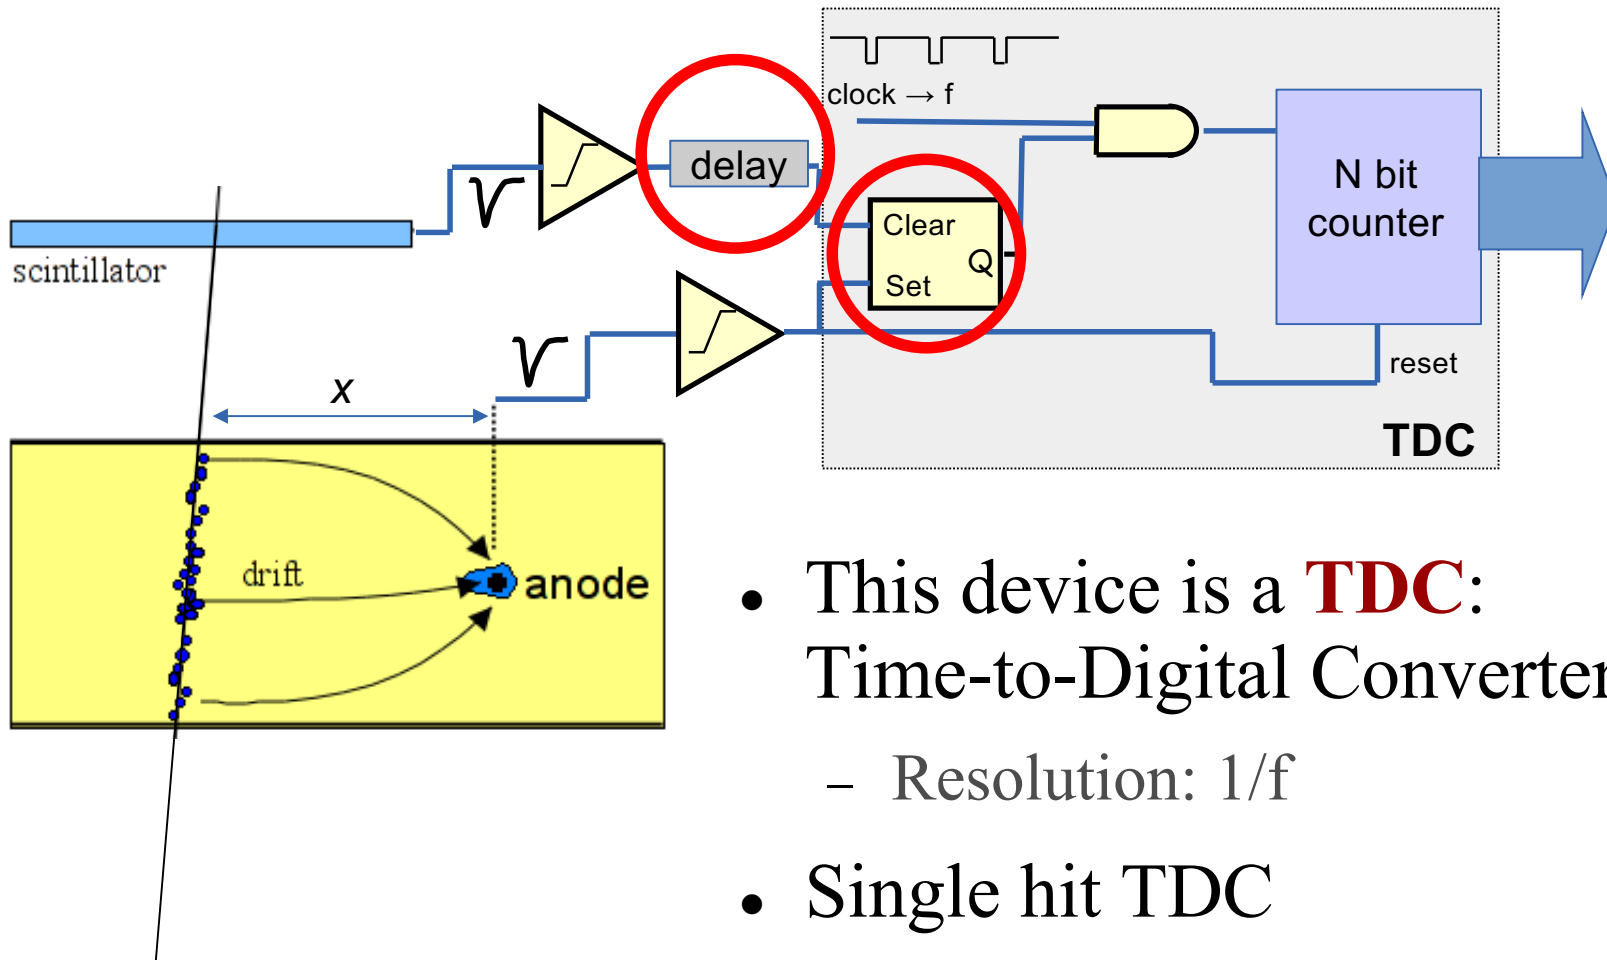 clock → f
delay
N bit
counter
Clear
Q
Set
scintillator
reset
x
TDC
drift
anode
• This device is a TDC:
Time-to-Digital Converter
– Resolution: 1/f
• Single hit TDC